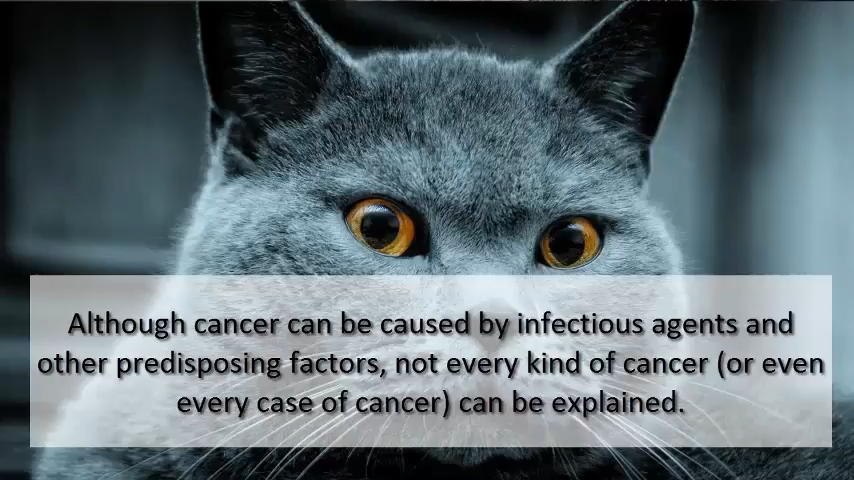 Although cancer can be caused by infectious agents and
other predisposing factors, not every kind of cancer (or even
every case of cancer) can be explained.